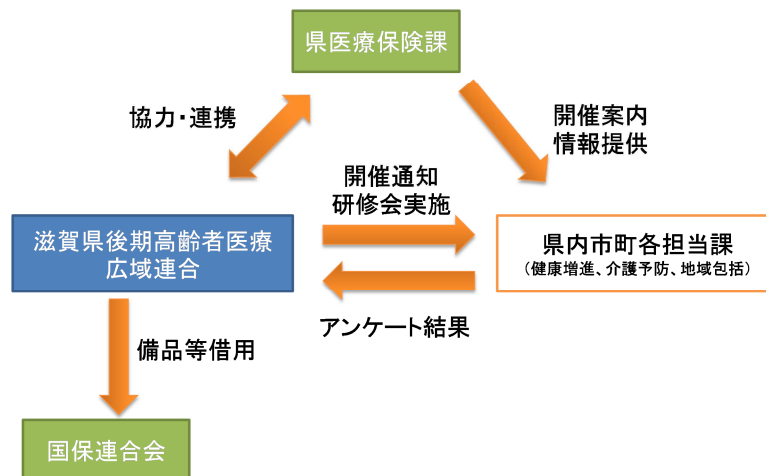 県医療保険課
協力・連携
開催案内
情報提供
開催通知
研修会実施
滋賀県後期高齢者医療
広域連合
県内市町各担当課
（健康増進、介護予防、地域包括）
アンケート結果
備品等借用
国保連合会